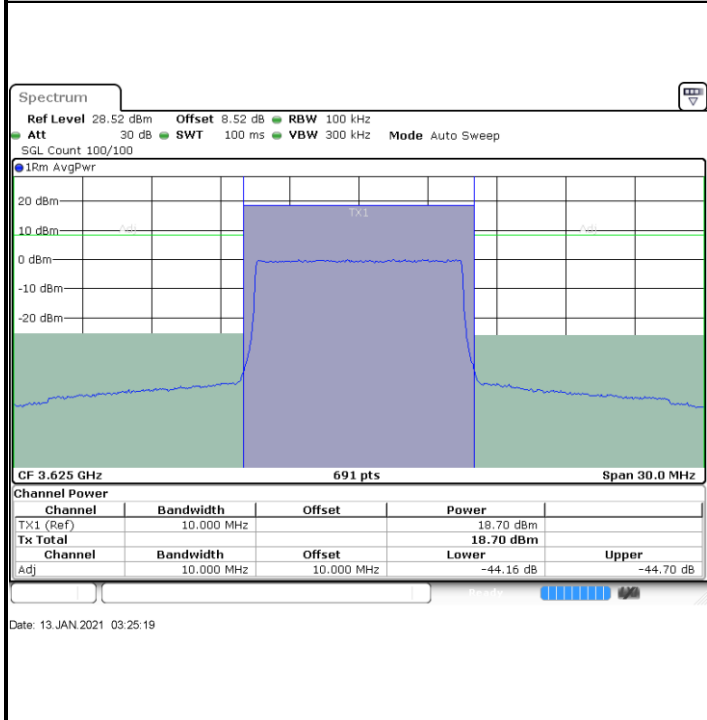 Spectrum
Ref Level 28.52 dBm Offset 8.52 dB RBW 100 kHz
Att 30 dB SWT 100 ms VBW 300 kHz Mode Auto Sweep
SGL Count 100/100
1Rm AvgPwr
20 dBm
TX1
10 dBm Adj Adj
0 dBm
-10 dBm
-20 dBm
CF 3.625 GHz 691 pts Span 30.0 MHz
Channel Power
Channel Bandwidth Offset Power
TX1 (Ref) 10.000 MHz 18.70 dBm
Tx Total 18.70 dBm
Channel Bandwidth Offset Lower Upper
Adj 10.000 MHz 10.000 MHz -44.16 dB -44.70 dB
Ready
Date: 13.JAN.2021 03:25:19